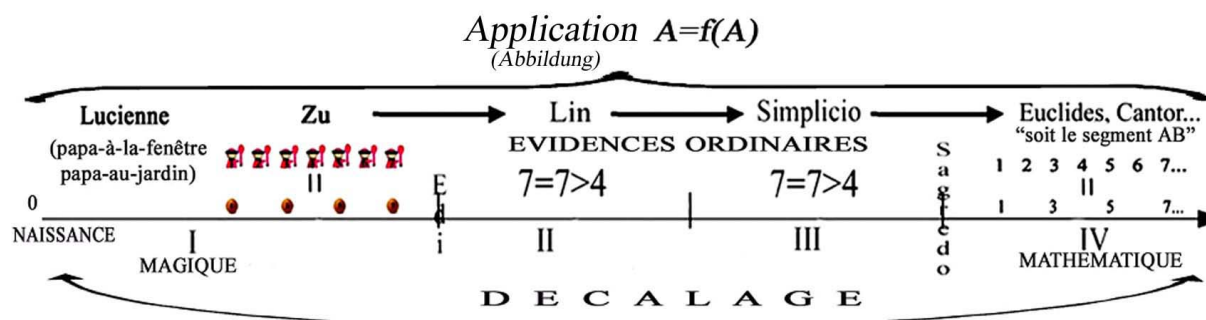 Application A=f(A)
(Abbildung)
Lucienne Zu Lin Simplicio Euclides, Cantor...
(papa-à-la-fenêtre
papa-au-jardin)
EVIDENCES ORDINAIRES
“soit le segment AB”
=
7=7>4 7=7>4
1 2 3 4 5 6 7...
=
1 3 5 7...
Edi
Sagredo
0
NAISSANCE
I II III IV
MAGIQUE MATHEMATIQUE
DECALAGE